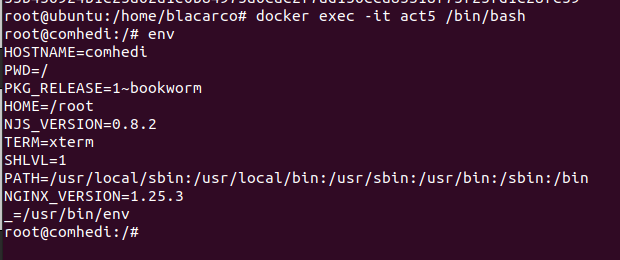 root@ubuntu:/home/blacarco# docker exec -it act5 /bin/bash
root@comhedi:/# env
HOSTNAME=comhedi
PWD=/
PKG_RELEASE=1~bookworm
HOME=/root
NJS_VERSION=0.8.2
TERM=xterm
SHLVL=1
PATH=/usr/local/sbin:/usr/local/bin:/usr/sbin:/usr/bin:/sbin:/bin
NGINX_VERSION=1.25.3
_=/usr/bin/env
root@comhedi:/#